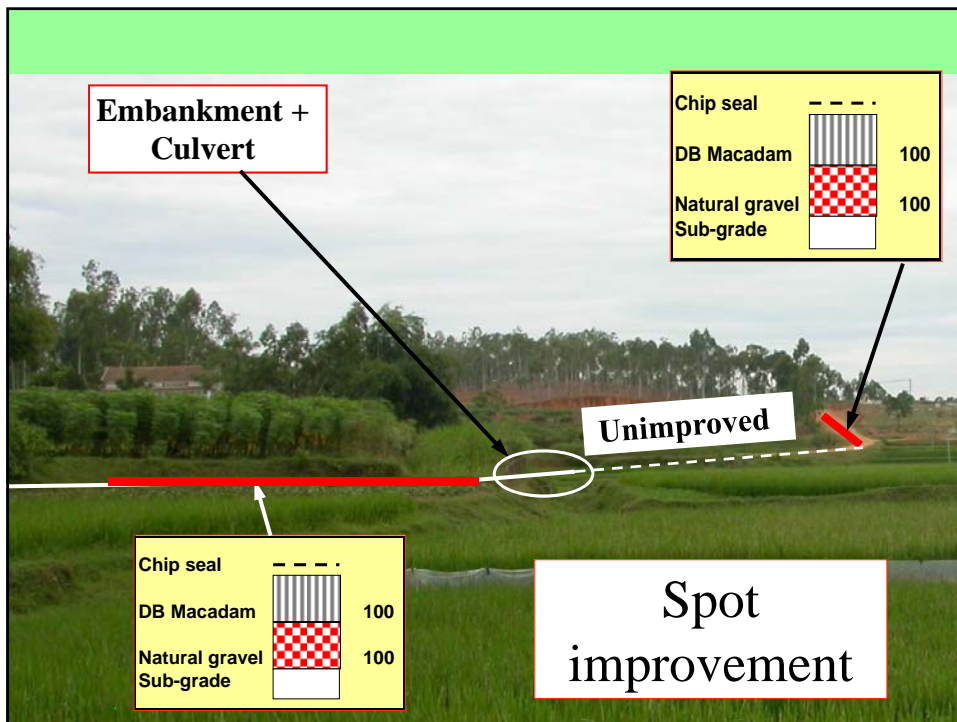 Embankment +
Culvert
Chip seal
DB Macadam 100
Natural gravel 100
Sub-grade
Unimproved
Chip seal
DB Macadam 100
Natural gravel 100
Sub-grade
Spot
improvement